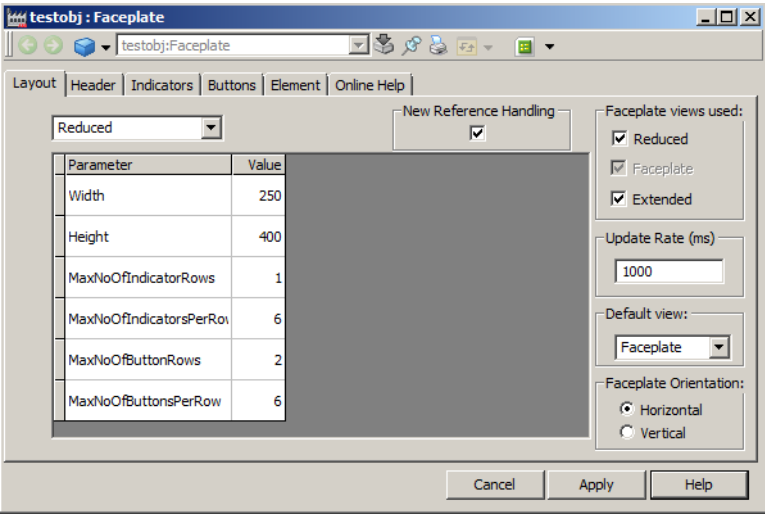 testobj : Faceplate
testobj:Faceplate
Layout Header Indicators Buttons Element Online Help
Reduced
New Reference Handling
Faceplate views used:
Reduced
Faceplate
Extended
Parameter Value
Width 250
Height 400
MaxNoOfIndicatorRows 1
MaxNoOfIndicatorsPerRov 6
MaxNoOfButtonRows 2
MaxNoOfButtonsPerRow 6
Update Rate (ms)
1000
Default view:
Faceplate
Faceplate Orientation:
Horizontal
Vertical
Cancel Apply Help